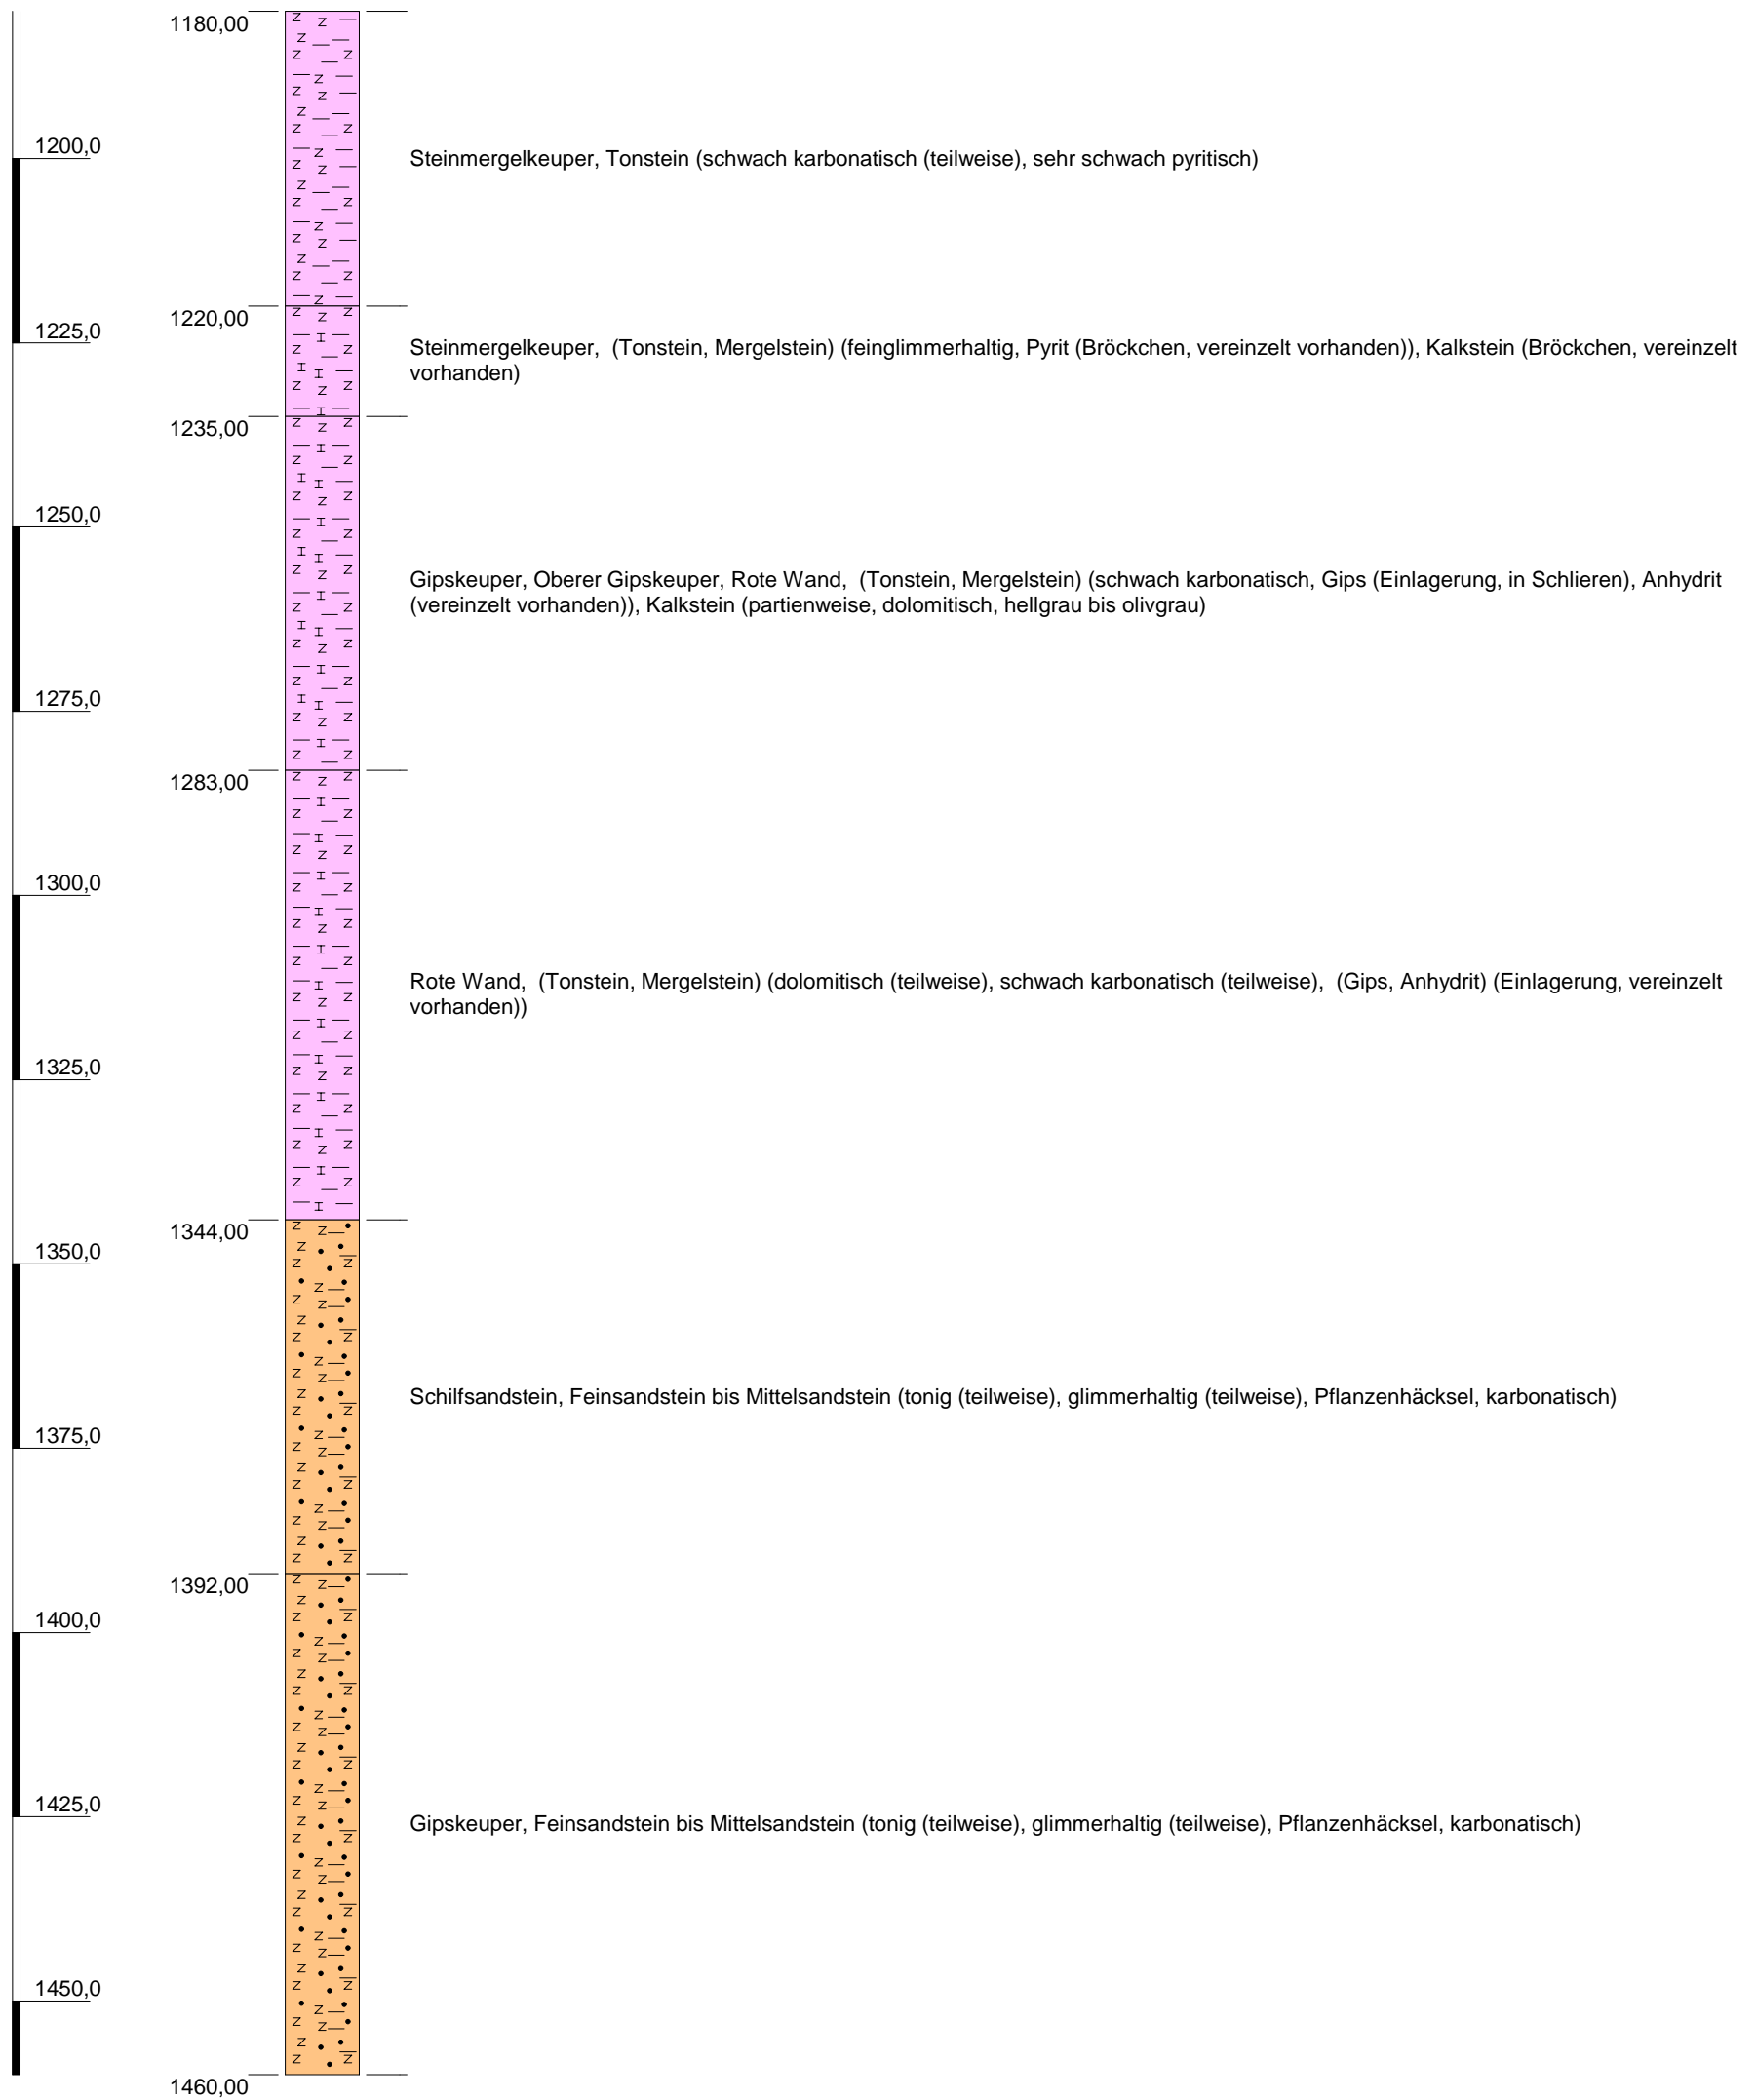 1180,00
1200,0
Steinmergelkeuper, Tonstein (schwach karbonatisch (teilweise), sehr schwach pyritisch)
1220,00
1225,0
Steinmergelkeuper,  (Tonstein, Mergelstein) (feinglimmerhaltig, Pyrit (Bröckchen, vereinzelt vorhanden)), Kalkstein (Bröckchen, vereinzelt
vorhanden)
1235,00
1250,0
Gipskeuper, Oberer Gipskeuper, Rote Wand,  (Tonstein, Mergelstein) (schwach karbonatisch, Gips (Einlagerung, in Schlieren), Anhydrit
(vereinzelt vorhanden)), Kalkstein (partienweise, dolomitisch, hellgrau bis olivgrau)
1275,0
1283,00
1300,0
Rote Wand,  (Tonstein, Mergelstein) (dolomitisch (teilweise), schwach karbonatisch (teilweise),  (Gips, Anhydrit) (Einlagerung, vereinzelt
vorhanden))
1325,0
1344,00
1350,0
Schilfsandstein, Feinsandstein bis Mittelsandstein (tonig (teilweise), glimmerhaltig (teilweise), Pflanzenhäcksel, karbonatisch)
1375,0
1392,00
1400,0
1425,0
Gipskeuper, Feinsandstein bis Mittelsandstein (tonig (teilweise), glimmerhaltig (teilweise), Pflanzenhäcksel, karbonatisch)
1450,0
1460,00